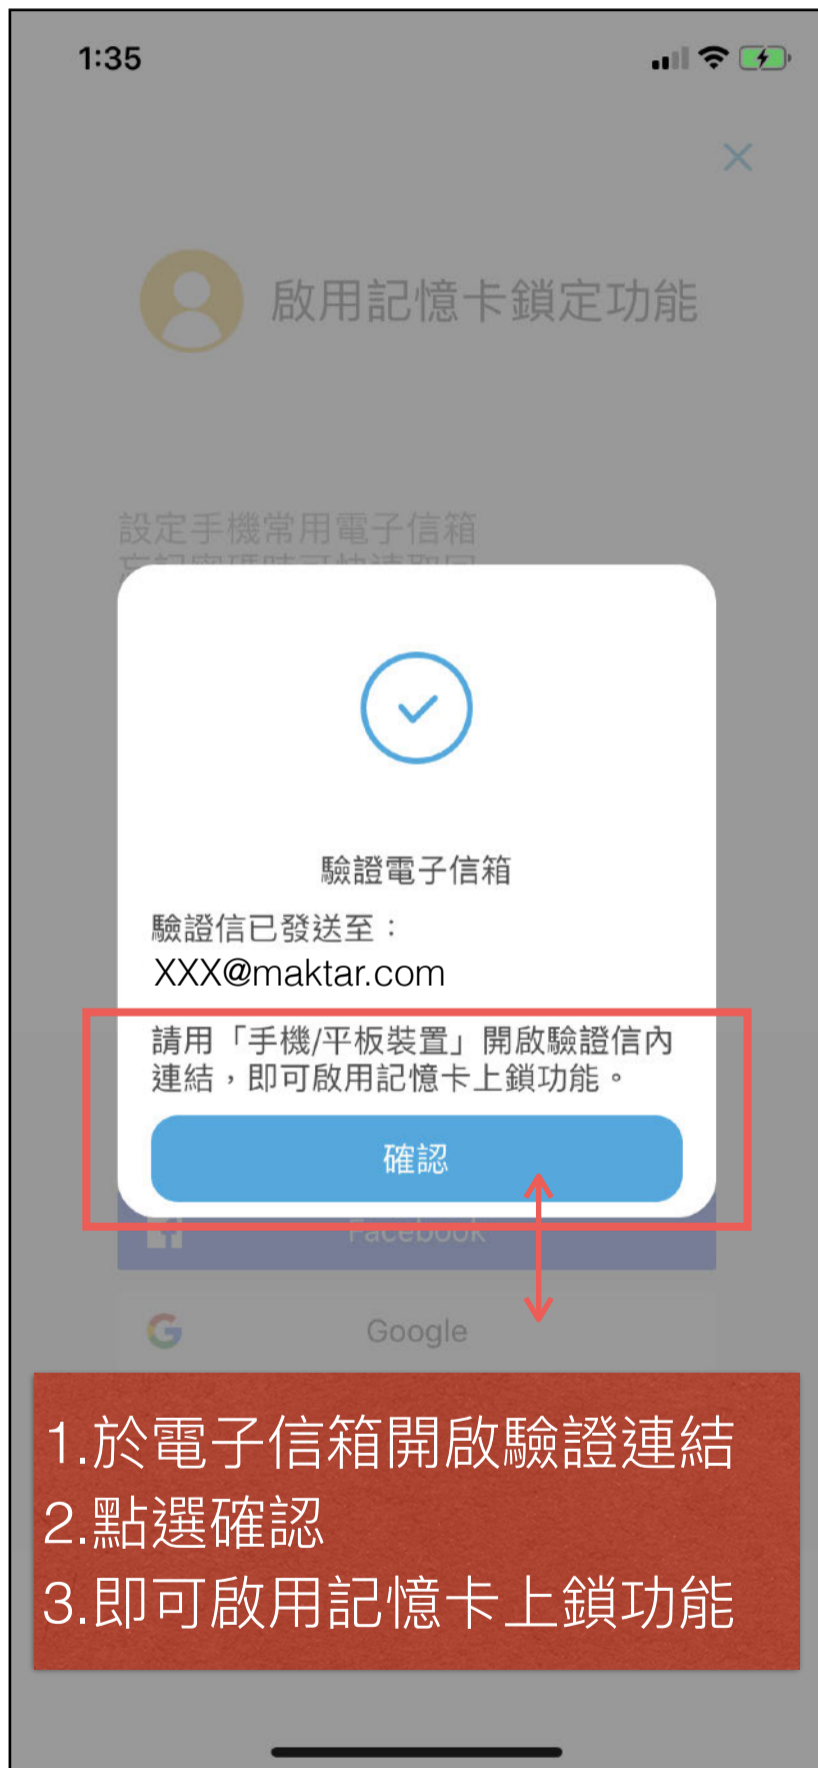 1:35
啟用記憶卡鎖定功能
設定手機常用電子信箱
驗證電子信箱
驗證信已發送至：
XXX@maktar.com
請用「手機/平板裝置」開啟驗證信內
連結，即可啟用記憶卡上鎖功能。
確認
Facebook
Google
1.於電子信箱開啟驗證連結
2.點選確認
3.即可啟用記憶卡上鎖功能